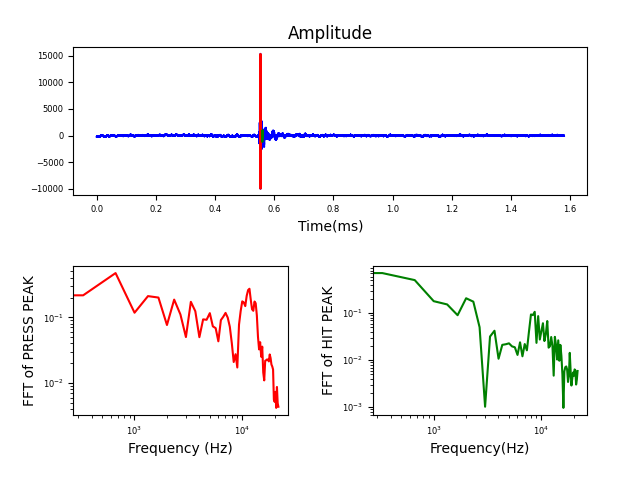 Amplitude
15000
10000
5000
0
−5000
−10000
0.0 0.2 0.4 0.6 0.8 1.0 1.2 1.4 1.6
Time(ms)
FFT of PRESS PEAK
10⁻¹
10⁻²
10³ 10⁴
Frequency (Hz)
FFT of HIT PEAK
10⁻¹
10⁻²
10⁻³
10³ 10⁴
Frequency(Hz)